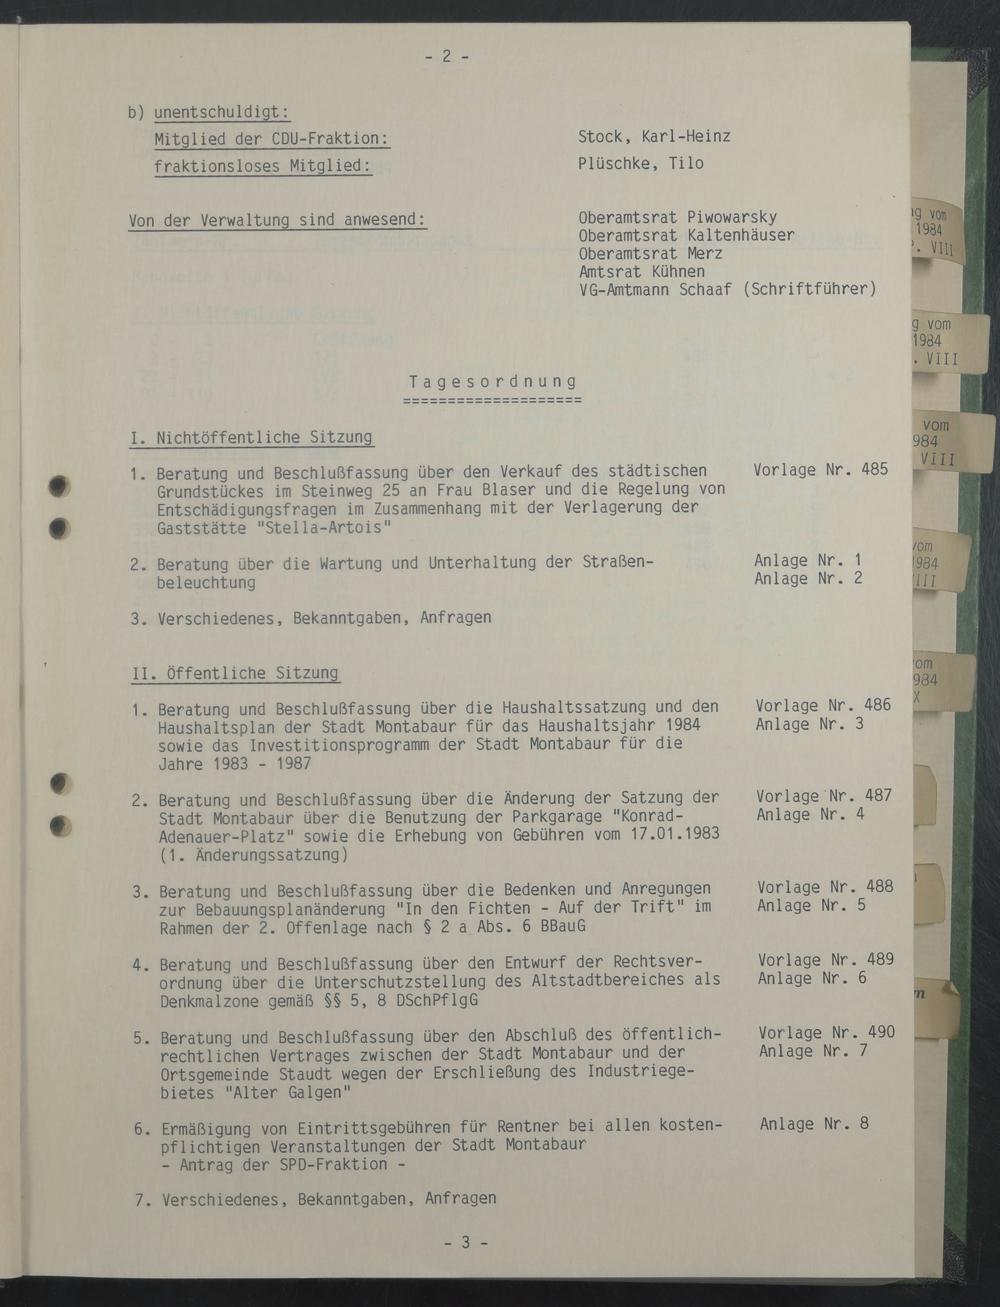 - 2 -
b) unentschuldigt:
Mitglied der CDU-Fraktion: Stock, Karl-Heinz
fraktionsloses Mitglied: Plüschke, Tilo
Von der Verwaltung sind anwesend: Oberamtsrat Piwowarsky
Oberamtsrat Kaltenhäuser
Oberamtsrat Merz
Amtsrat Kühnen
VG-Amtmann Schaaf (Schriftführer)
T a g e s o r d n u n g
====================
I. Nichtöffentliche Sitzung
1. Beratung und Beschlußfassung über den Verkauf des städtischen Vorlage Nr. 485
Grundstückes im Steinweg 25 an Frau Blaser und die Regelung von
Entschädigungsfragen im Zusammenhang mit der Verlagerung der
Gaststätte "Stella-Artois"
2. Beratung über die Wartung und Unterhaltung der Straßen- Anlage Nr. 1
beleuchtung Anlage Nr. 2
3. Verschiedenes, Bekanntgaben, Anfragen
II. Öffentliche Sitzung
1. Beratung und Beschlußfassung über die Haushaltssatzung und den Vorlage Nr. 486
Haushaltsplan der Stadt Montabaur für das Haushaltsjahr 1984 Anlage Nr. 3
sowie das Investitionsprogramm der Stadt Montabaur für die
Jahre 1983 - 1987
2. Beratung und Beschlußfassung über die Änderung der Satzung der Vorlage Nr. 487
Stadt Montabaur über die Benutzung der Parkgarage "Konrad- Anlage Nr. 4
Adenauer-Platz" sowie die Erhebung von Gebühren vom 17.01.1983
(1. Änderungssatzung)
3. Beratung und Beschlußfassung über die Bedenken und Anregungen Vorlage Nr. 488
zur Bebauungsplanänderung "In den Fichten - Auf der Trift" im Anlage Nr. 5
Rahmen der 2. Offenlage nach § 2 a Abs. 6 BBauG
4. Beratung und Beschlußfassung über den Entwurf der Rechtsver- Vorlage Nr. 489
ordnung über die Unterschutzstellung des Altstadtbereiches als Anlage Nr. 6
Denkmalzone gemäß §§ 5, 8 DSchPflgG
5. Beratung und Beschlußfassung über den Abschluß des öffentlich- Vorlage Nr. 490
rechtlichen Vertrages zwischen der Stadt Montabaur und der Anlage Nr. 7
Ortsgemeinde Staudt wegen der Erschließung des Industriege-
bietes "Alter Galgen"
6. Ermäßigung von Eintrittsgebühren für Rentner bei allen kosten- Anlage Nr. 8
pflichtigen Veranstaltungen der Stadt Montabaur
- Antrag der SPD-Fraktion -
7. Verschiedenes, Bekanntgaben, Anfragen
- 3 -
vom
1984
VIII
vom
1984
VIII
vom
984
VIII